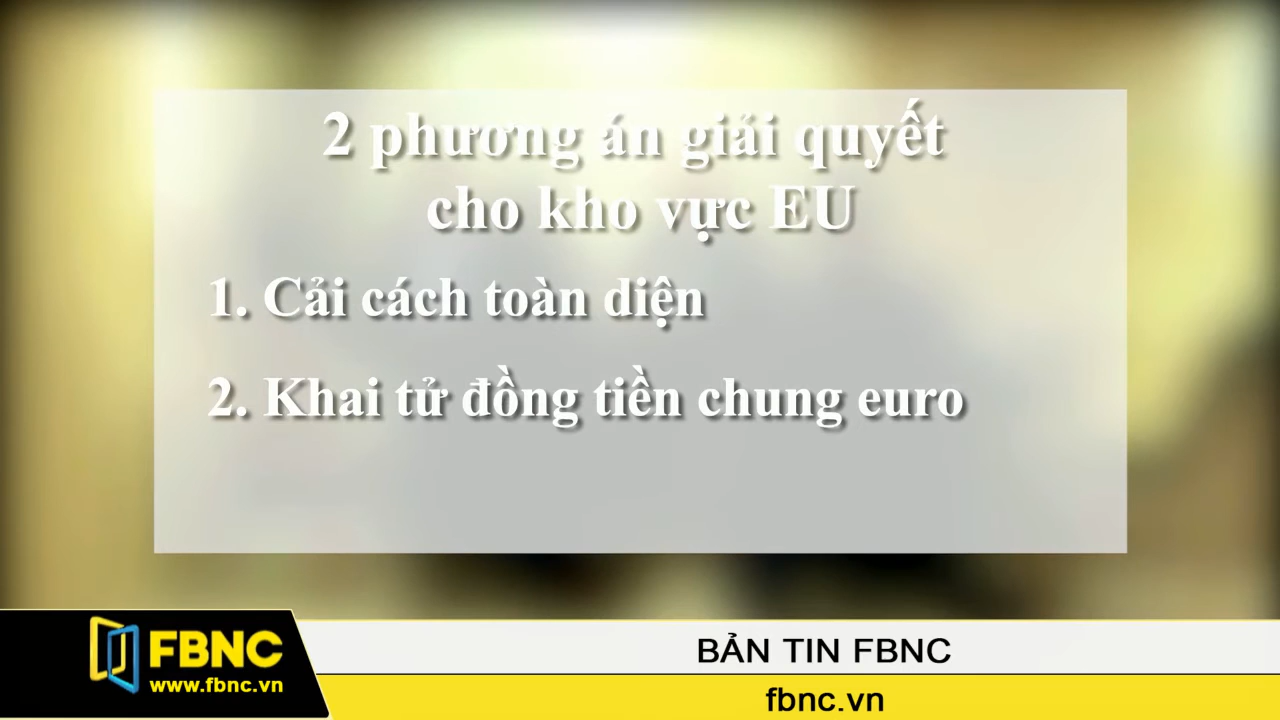 2 phương án giải quyết
cho kho vực EU
1. Cải cách toàn diện
2. Khai tử đồng tiền chung euro
FBNC
www.fbnc.vn
BẢN TIN FBNC
fbnc.vn